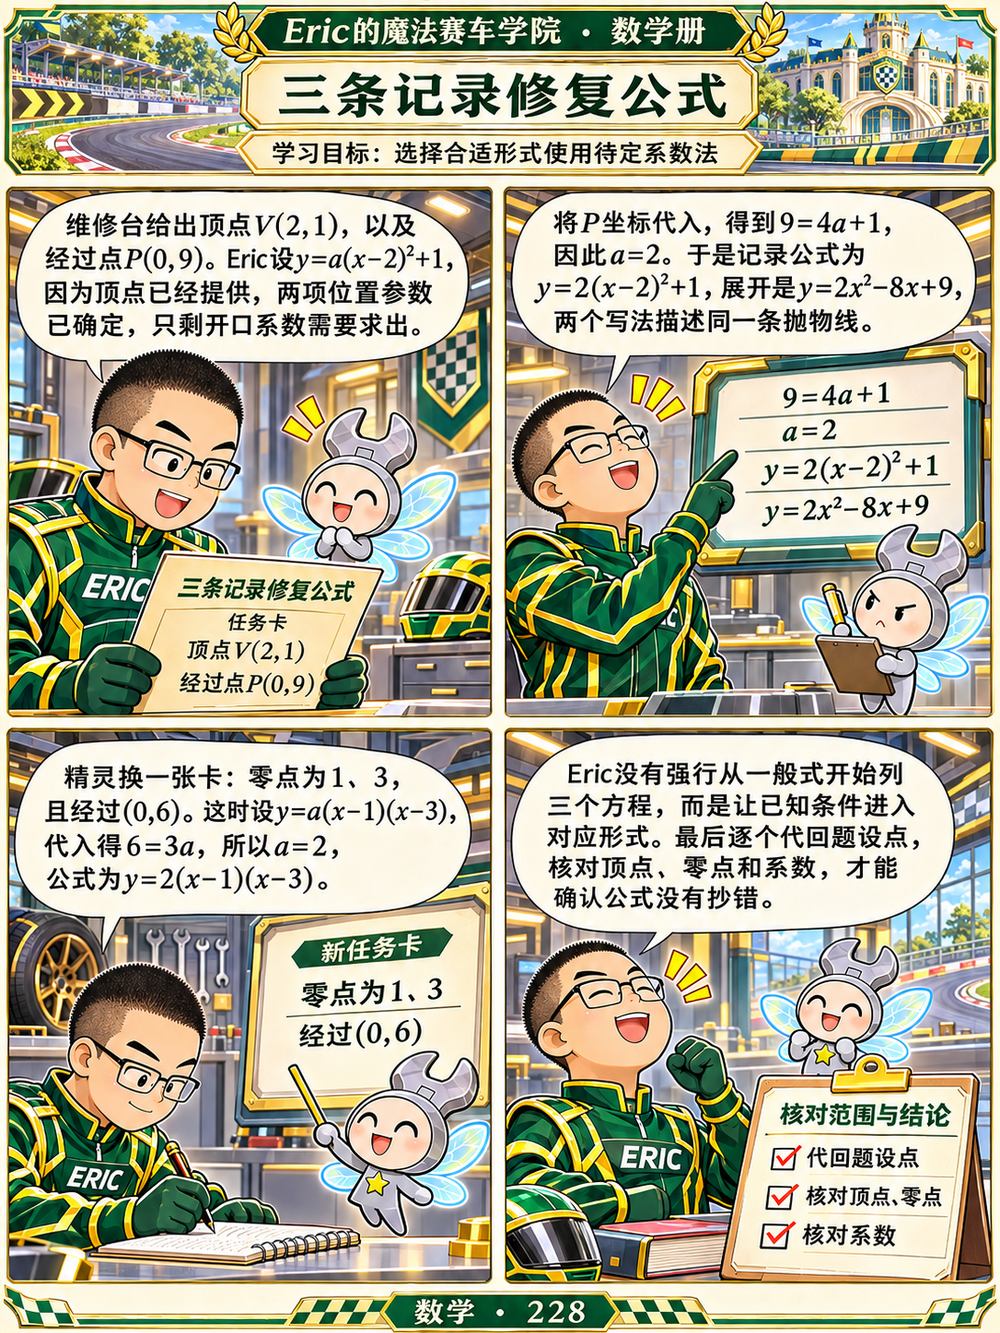 Eric的魔法赛车学院 · 数学册
三条记录修复公式
学习目标：选择合适形式使用待定系数法
维修台给出顶点V(2,1)，以及
经过点P(0,9)。Eric设y=a(x−2)²+1，
因为顶点已经提供，两项位置参数
已确定，只剩开口系数需要求出。
ERIC
三条记录修复公式
任务卡
顶点V(2,1)
经过点P(0,9)
将P坐标代入，得到9=4a+1，
因此a=2。于是记录公式为
y=2(x−2)²+1，展开是y=2x²−8x+9，
两个写法描述同一条抛物线。
9=4a+1
a=2
y=2(x−2)²+1
y=2x²−8x+9
精灵换一张卡：零点为1、3，
且经过(0,6)。这时设y=a(x−1)(x−3)，
代入得6=3a，所以a=2，
公式为y=2(x−1)(x−3)。
新任务卡
零点为1、3
经过(0,6)
ERIC
Eric没有强行从一般式开始列
三个方程，而是让已知条件进入
对应形式。最后逐个代回题设点，
核对顶点、零点和系数，才能
确认公式没有抄错。
ERIC
核对范围与结论
代回题设点
核对顶点、零点
核对系数
数学 · 228